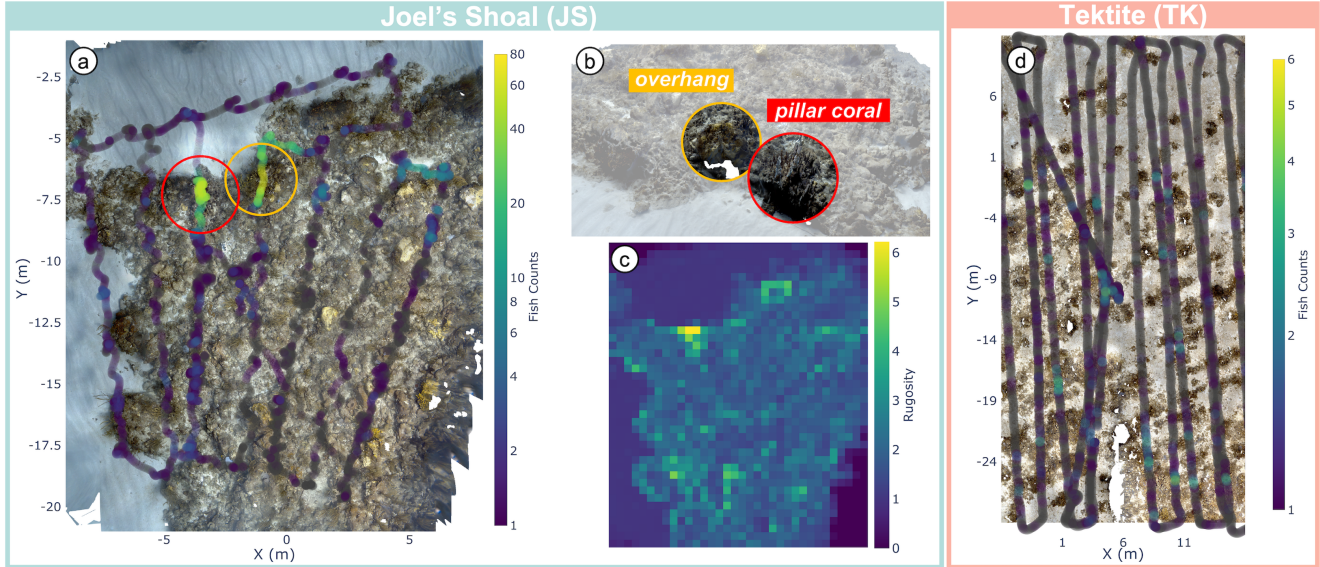 Joel's Shoal (JS)
Tektite (TK)
a
-2.5
-5
-7.5
-10
-12.5
-15
-17.5
-20
Y (m)
-5
0
5
X (m)
80
60
40
20
10
8
6
4
2
1
Fish Counts
b
overhang
pillar coral
c
6
5
4
3
2
1
0
Rugosity
d
6
1
-4
-9
-14
-19
-24
Y (m)
1
6
11
X (m)
6
5
4
3
2
1
Fish Counts